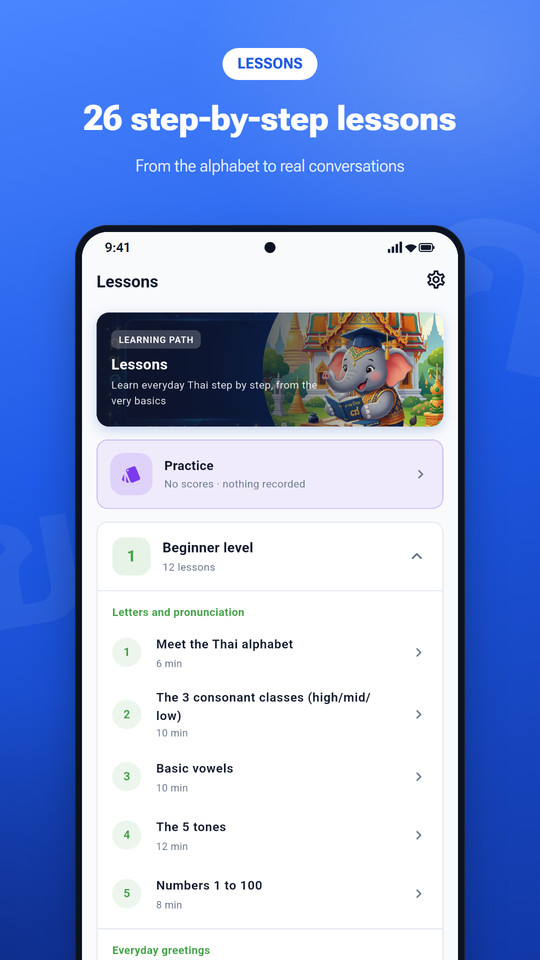 LESSONS
26 step-by-step lessons
From the alphabet to real conversations
9:41
Lessons
LEARNING PATH
Lessons
Learn everyday Thai step by step, from the
very basics
Practice
No scores · nothing recorded
1
Beginner level
12 lessons
Letters and pronunciation
1
Meet the Thai alphabet
6 min
2
The 3 consonant classes (high/mid/
low)
10 min
3
Basic vowels
10 min
4
The 5 tones
12 min
5
Numbers 1 to 100
8 min
Everyday greetings